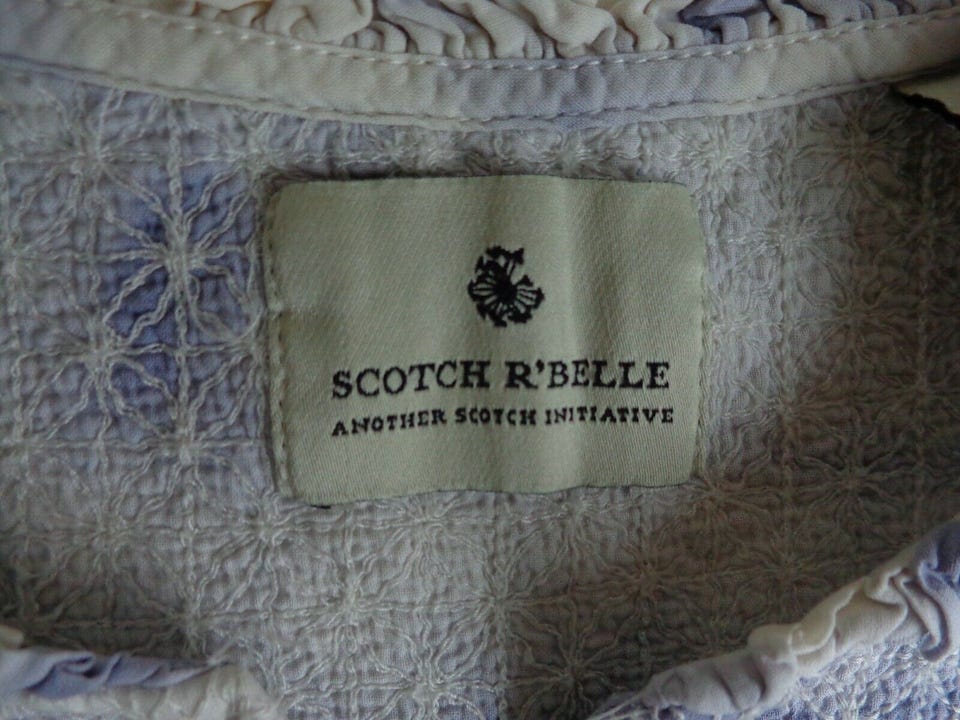 SCOTCH R'BELLE
ANOTHER SCOTCH INITIATIVE